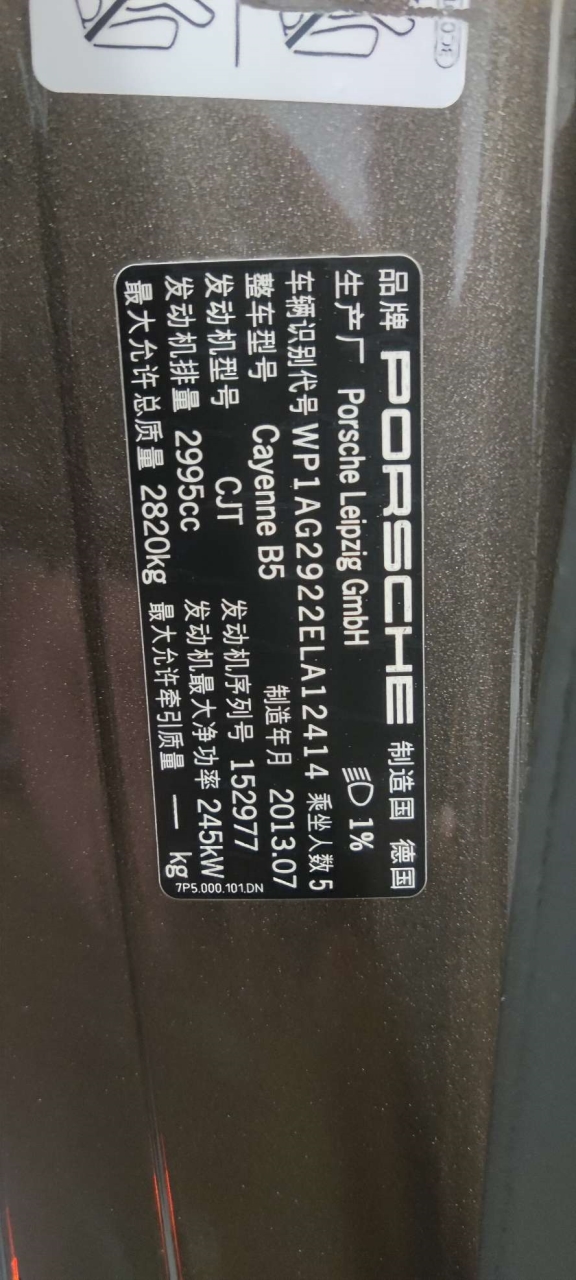 品牌 PORSCHE 制造国 德国
生产厂 Porsche Leipzig GmbH 1%
车辆识别代号 WP1AG2922ELA12414 乘坐人数 5
整车型号 Cayenne B5 制造年月 2013.07
发动机型号 CJT 发动机序列号 152977
发动机排量 2995cc 发动机最大净功率 245kW
最大允许总质量 2820kg 最大允许牵引质量 — kg
7P5.000.101.DN